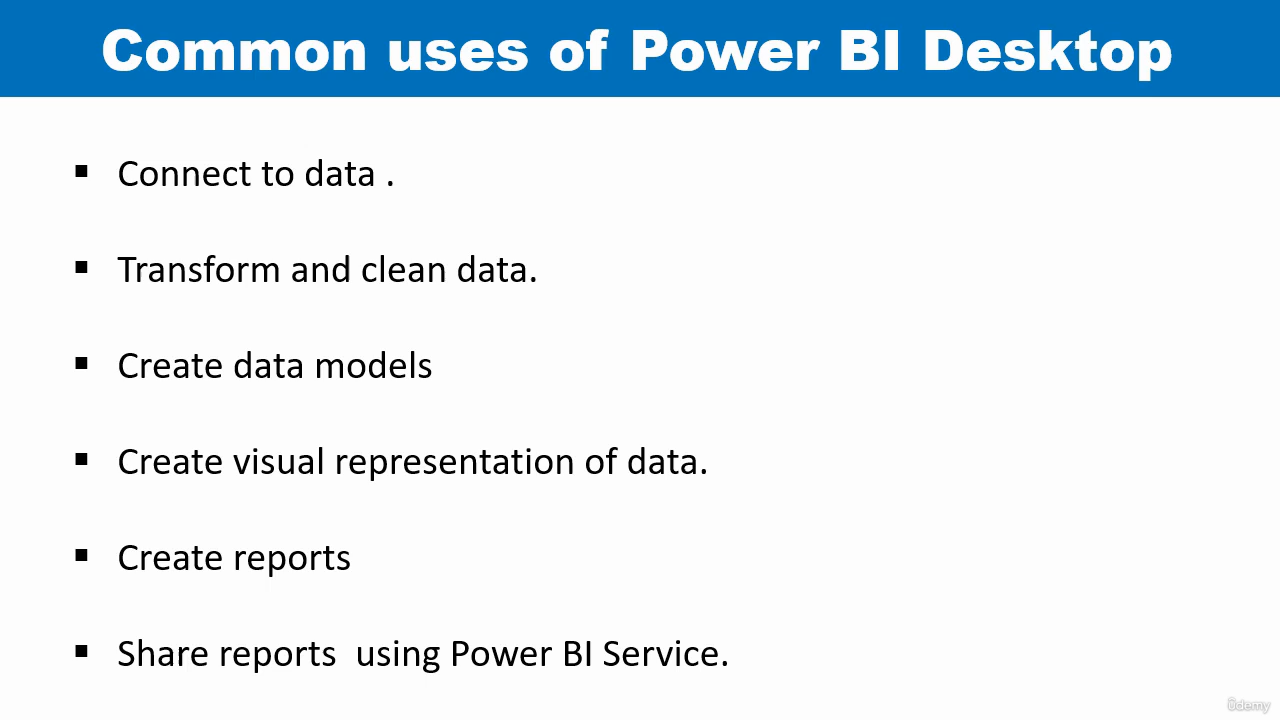 Common uses of Power BI Desktop
▪ Connect to data .
▪ Transform and clean data.
▪ Create data models
▪ Create visual representation of data.
▪ Create reports
▪ Share reports  using Power BI Service.
ûdemy